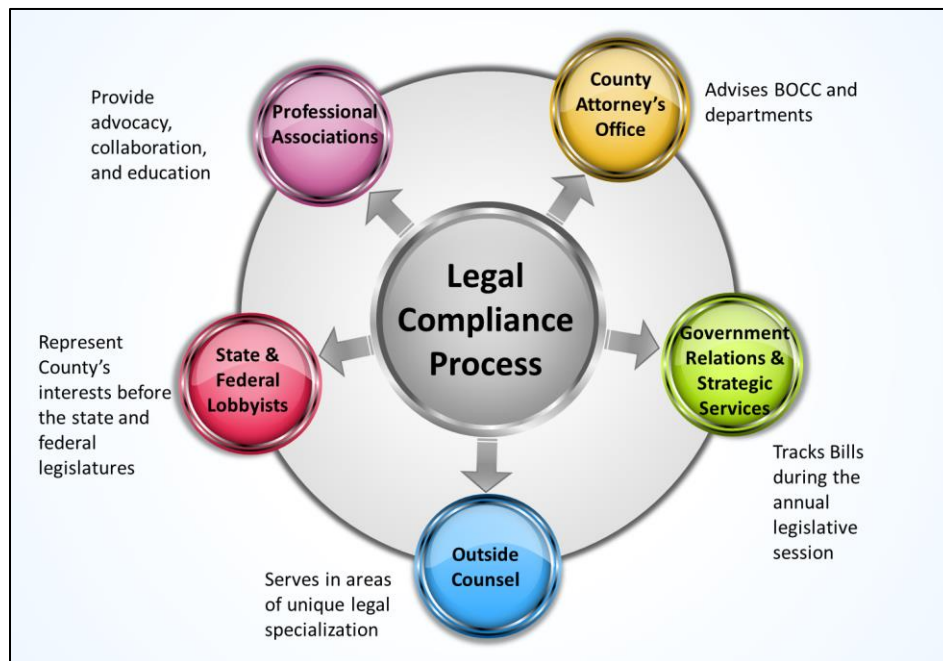 Provide
advocacy,
collaboration,
and education
Professional
Associations
County
Attorney’s
Office
Advises BOCC and
departments
Legal
Compliance
Process
Government
Relations &
Strategic
Services
Tracks Bills
during the
annual
legislative
session
Outside
Counsel
Serves in areas
of unique legal
specialization
State &
Federal
Lobbyists
Represent
County’s
interests before
the state and
federal
legislatures